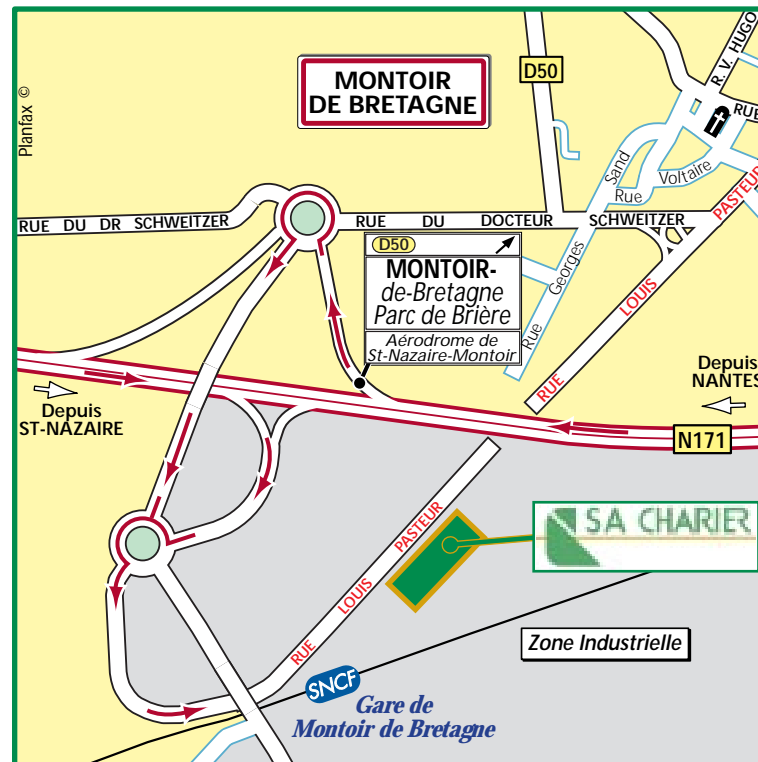 Planfax ©
MONTOIR
DE BRETAGNE
D50
R. V. HUGO
RUE
Rue Voltaire
Rue Georges Sand
RUE DU DR SCHWEITZER
RUE DU DOCTEUR SCHWEITZER
RUE LOUIS PASTEUR
D50
MONTOIR-
de-Bretagne
Parc de Brière
Aérodrome de
St-Nazaire-Montoir
Depuis
ST-NAZAIRE
Depuis
NANTES
N171
RUE LOUIS PASTEUR
SA CHARIER
Zone Industrielle
SNCF
Gare de
Montoir de Bretagne